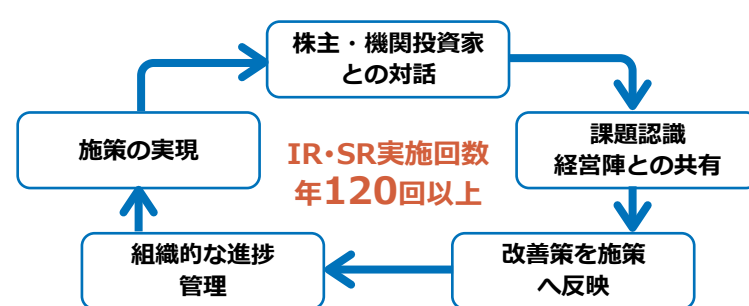 株主・機関投資家
との対話
課題認識
経営陣との共有
改善策を施策
へ反映
組織的な進捗
管理
施策の実現
IR・SR実施回数
年120回以上